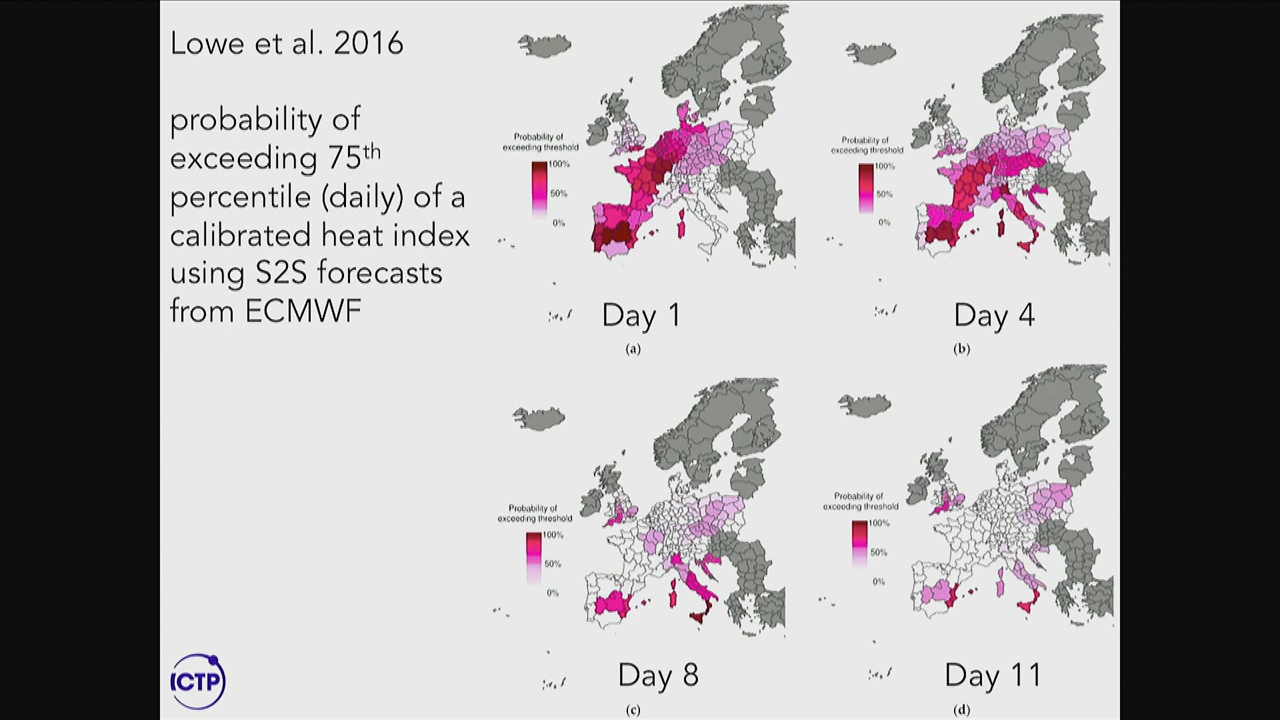 Lowe et al. 2016
probability of
exceeding 75th
percentile (daily) of a
calibrated heat index
using S2S forecasts
from ECMWF
Probability of
exceeding threshold
100%
50%
0%
Day 1
(a)
Probability of
exceeding threshold
100%
50%
0%
Day 4
(b)
Probability of
exceeding threshold
100%
50%
0%
Day 8
(c)
Probability of
exceeding threshold
100%
50%
0%
Day 11
(d)
ICTP